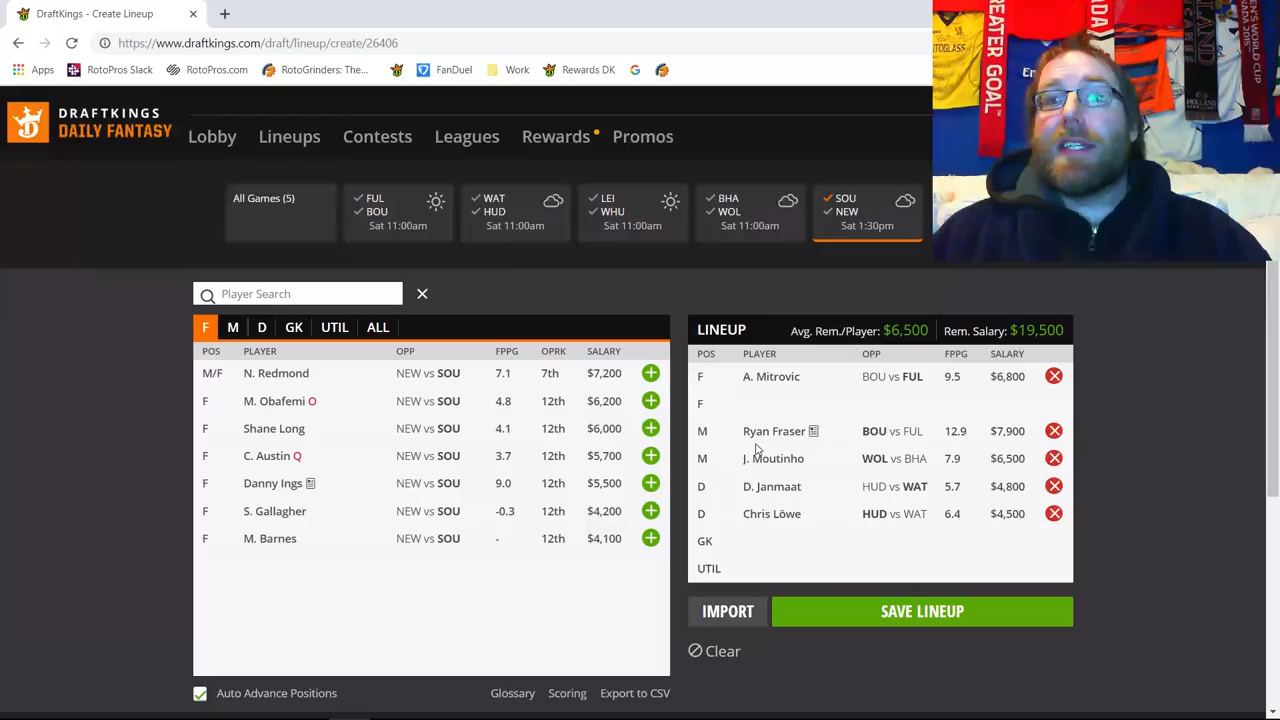 DraftKings - Create Lineup
https://www.draftkings.com/draft/lineup/create/26406
Apps RotoPros Slack RotoPros.com RotoGrinders: The... FanDuel Work Rewards DK
DRAFTKINGS
DAILY FANTASY
Lobby Lineups Contests Leagues Rewards Promos
All Games (5)
FUL
BOU
Sat 11:00am
WAT
HUD
Sat 11:00am
LEI
WHU
Sat 11:00am
BHA
WOL
Sat 11:00am
SOU
NEW
Sat 1:30pm
Player Search
F M D GK UTIL ALL
POS PLAYER OPP FPPG OPRK SALARY
M/F N. Redmond NEW vs SOU 7.1 7th $7,200
F M. Obafemi O NEW vs SOU 4.8 12th $6,200
F Shane Long NEW vs SOU 4.1 12th $6,000
F C. Austin Q NEW vs SOU 3.7 12th $5,700
F Danny Ings NEW vs SOU 9.0 12th $5,500
F S. Gallagher NEW vs SOU -0.3 12th $4,200
F M. Barnes NEW vs SOU - 12th $4,100
Auto Advance Positions
Glossary Scoring Export to CSV
LINEUP Avg. Rem./Player: $6,500 Rem. Salary: $19,500
POS PLAYER OPP FPPG SALARY
F A. Mitrovic BOU vs FUL 9.5 $6,800
F
M Ryan Fraser BOU vs FUL 12.9 $7,900
M J. Moutinho WOL vs BHA 7.9 $6,500
D D. Janmaat HUD vs WAT 5.7 $4,800
D Chris Löwe HUD vs WAT 6.4 $4,500
GK
UTIL
IMPORT SAVE LINEUP
Clear
GREATER GOAL